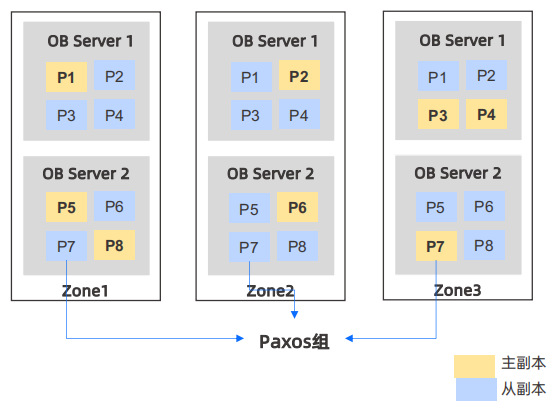 OB Server 1
P1 P2
P3 P4
OB Server 2
P5 P6
P7 P8
Zone1
OB Server 1
P1 P2
P3 P4
OB Server 2
P5 P6
P7 P8
Zone2
OB Server 1
P1 P2
P3 P4
OB Server 2
P5 P6
P7 P8
Zone3
Paxos组
主副本
从副本